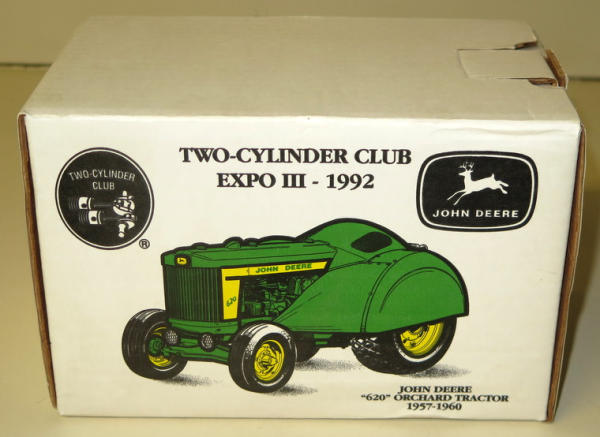 TWO-CYLINDER CLUB
EXPO III - 1992
TWO-CYLINDER
CLUB
®
JOHN DEERE
JOHN DEERE
620
JOHN DEERE
"620" ORCHARD TRACTOR
1957-1960